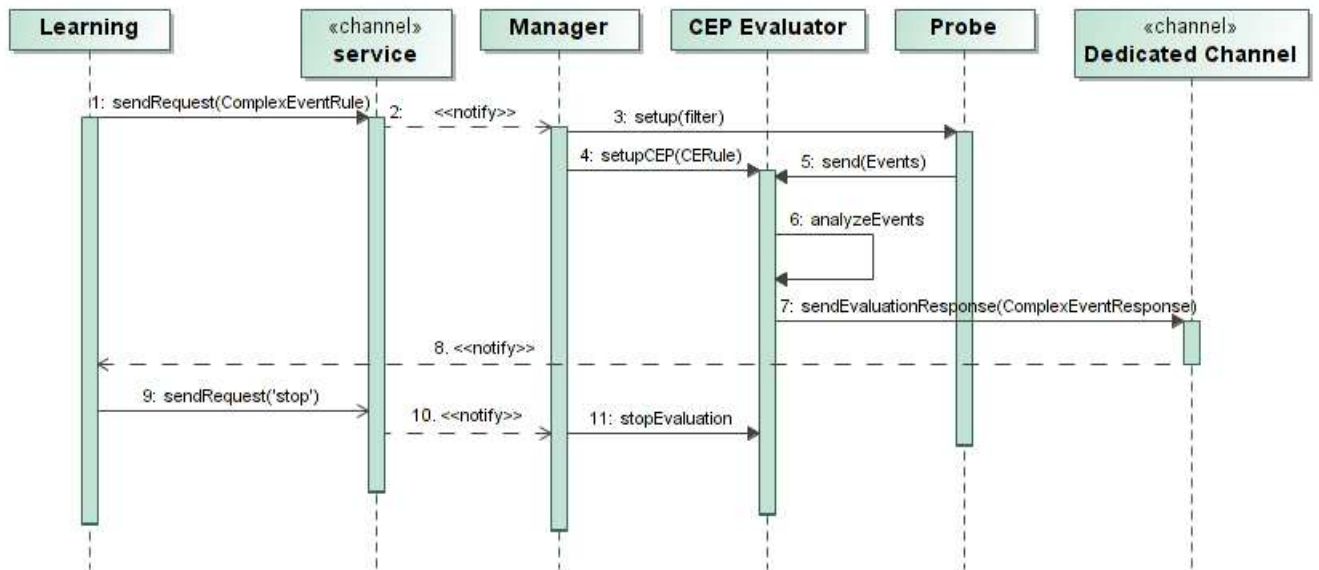 Learning
«channel»
service
Manager
CEP Evaluator
Probe
«channel»
Dedicated Channel
1: sendRequest(ComplexEventRule)
2: <<notify>>
3: setup(filter)
4: setupCEP(CERule)
5: send(Events)
6: analyzeEvents
7: sendEvaluationResponse(ComplexEventResponse)
8. <<notify>>
9: sendRequest('stop')
10. <<notify>>
11: stopEvaluation